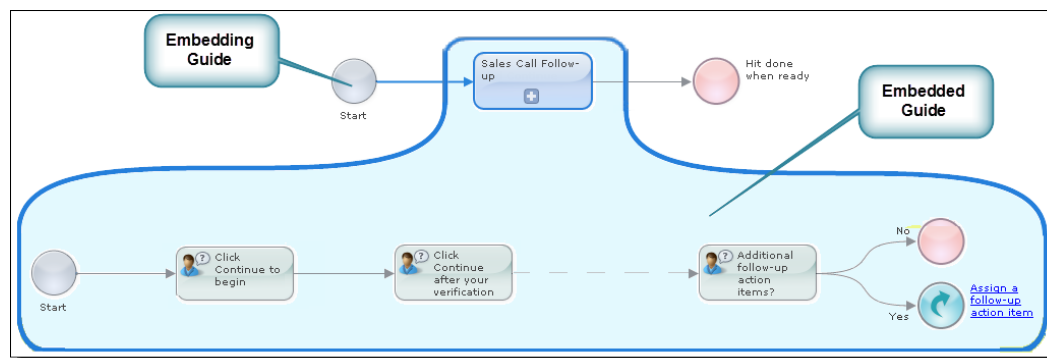 Embedding
Guide
Sales Call Follow-
up
Hit done
when ready
Start
Embedded
Guide
Start
Click
Continue to
begin
Click
Continue
after your
verification
Additional
follow-up
action
items?
No
Yes
Assign a
follow-up
action item